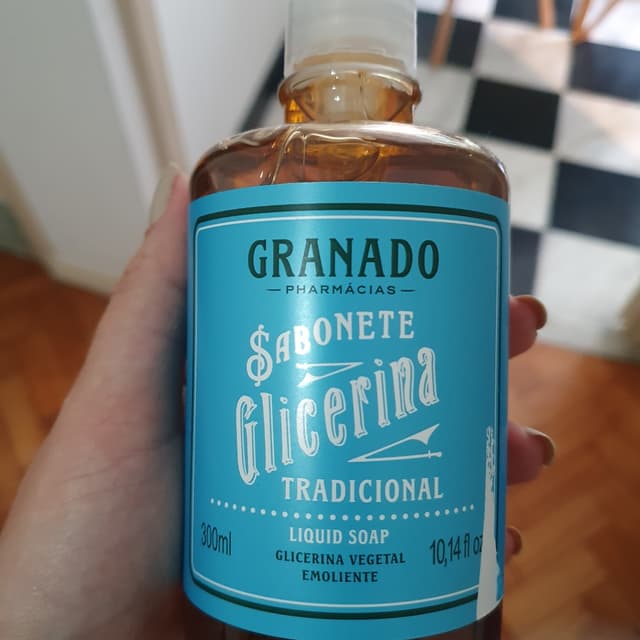 GRANADO
PHARMÁCIAS
SABONETE
Glicerina
TRADICIONAL
LIQUID SOAP
300ml
GLICERINA VEGETAL
10,14 fl oz
EMOLIENTE